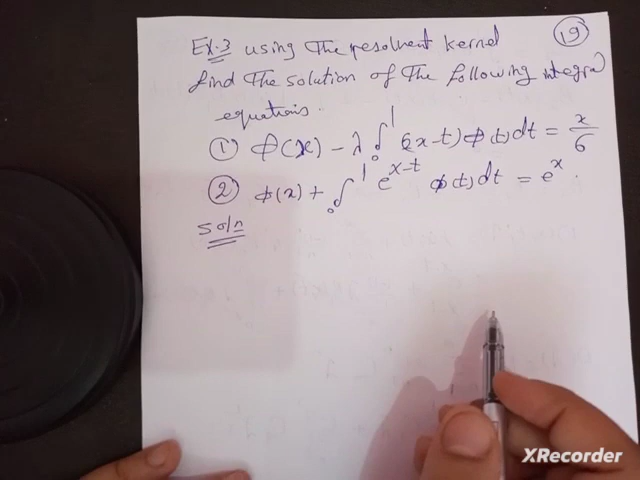 19
Ex.3 using The resolvent kernel
find The solution of The following integral
equations.
① ϕ(x) - λ ∫₀¹ (2x-t) ϕ(t) dt = x/6
② ϕ(x) + ∫₀¹ e^(x-t) ϕ(t) dt = e^x.
Soln
XRecorder